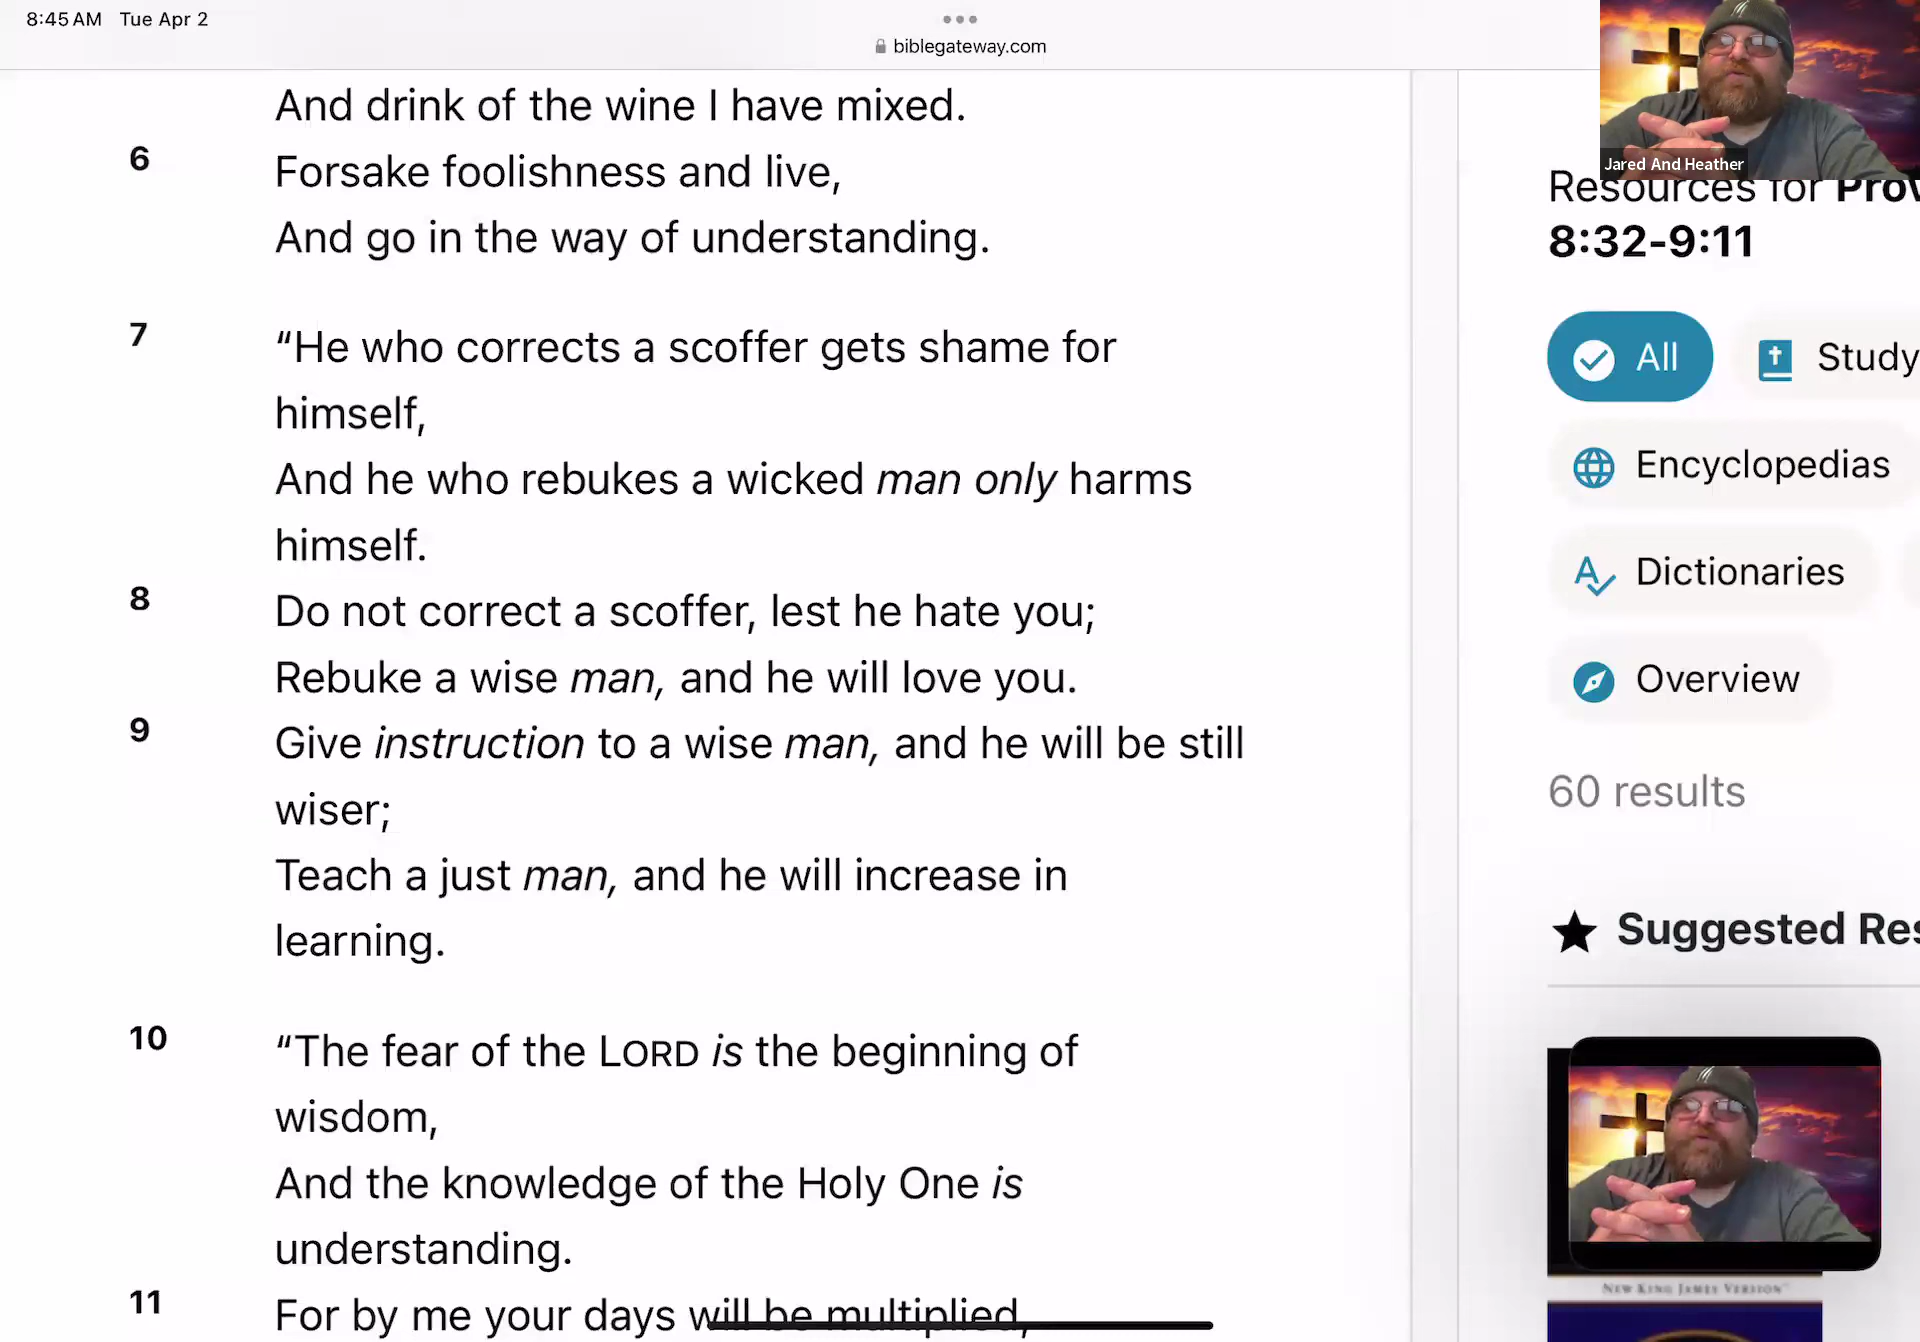 8:45 AM Tue Apr 2
biblegateway.com
Jared And Heather
And drink of the wine I have mixed.
6 Forsake foolishness and live,
And go in the way of understanding.
7 “He who corrects a scoffer gets shame for
himself,
And he who rebukes a wicked man only harms
himself.
8 Do not correct a scoffer, lest he hate you;
Rebuke a wise man, and he will love you.
9 Give instruction to a wise man, and he will be still
wiser;
Teach a just man, and he will increase in
learning.
10 “The fear of the LORD is the beginning of
wisdom,
And the knowledge of the Holy One is
understanding.
11 For by me your days will be multiplied,
Resources for Prov
8:32-9:11
All
Study
Encyclopedias
Dictionaries
Overview
60 results
Suggested Res
NEW KING JAMES VERSION